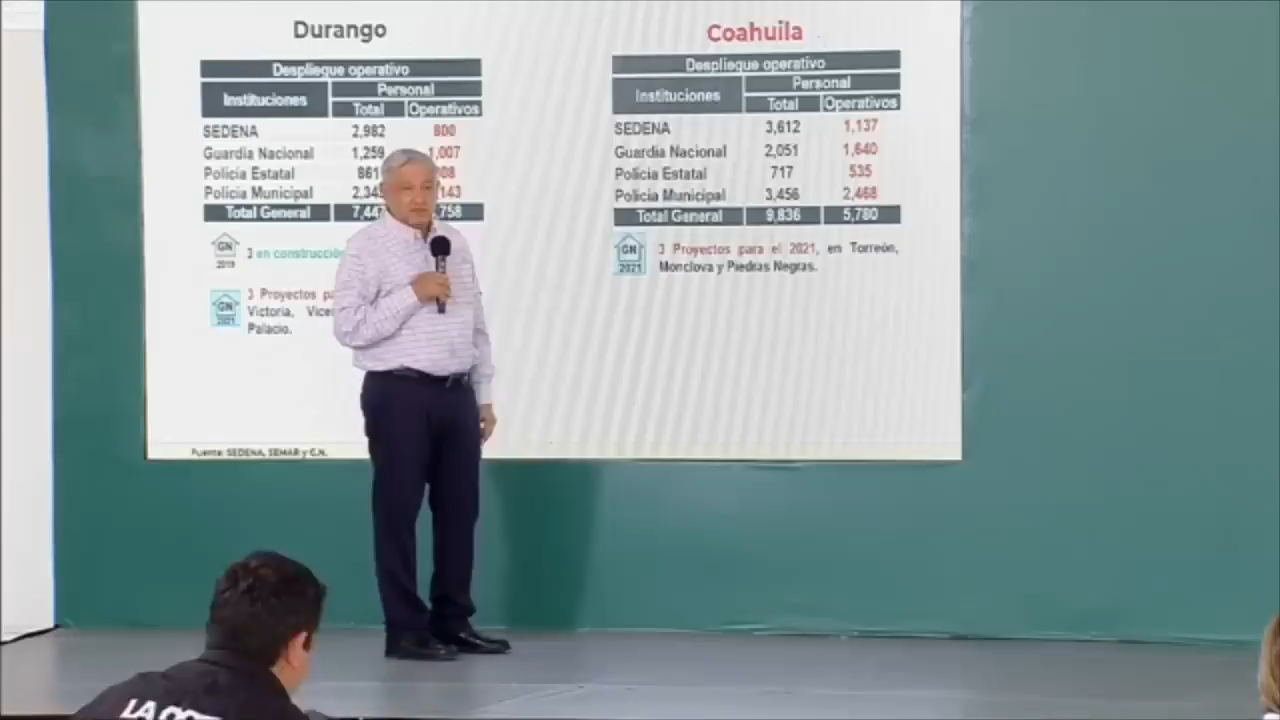 Durango
Despliegue operativo
Instituciones
Personal
Total
Operativos
SEDENA 2,982 800
Guardia Nacional 1,259 1,007
Policía Estatal 861
Policía Municipal
Total General
GN
2019
3 en construcción
GN
2021
3 Proyectos
Victoria,
Palacio.
Fuente: SEDENA, SEMAR y G.N.
Coahuila
Despliegue operativo
Instituciones
Personal
Total
Operativos
SEDENA 3,612 1,137
Guardia Nacional 2,051 1,640
Policía Estatal 717 535
Policía Municipal 3,456 2,468
Total General 9,836 5,780
GN
2021
3 Proyectos para el 2021, en Torreón,
Monclova y Piedras Negras.
LA